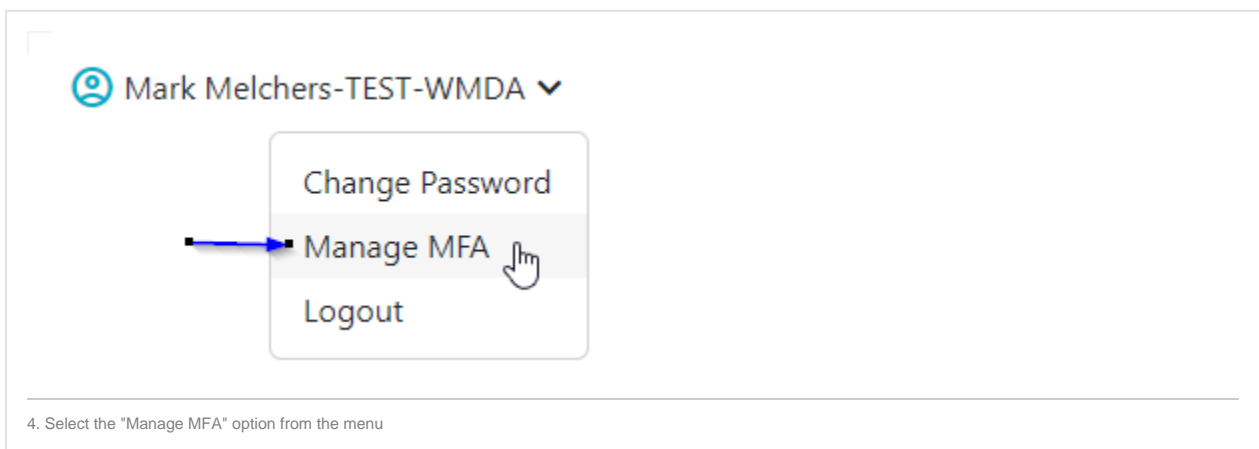 Mark Melchers-TEST-WMDA
Change Password
Manage MFA
Logout
4. Select the "Manage MFA" option from the menu